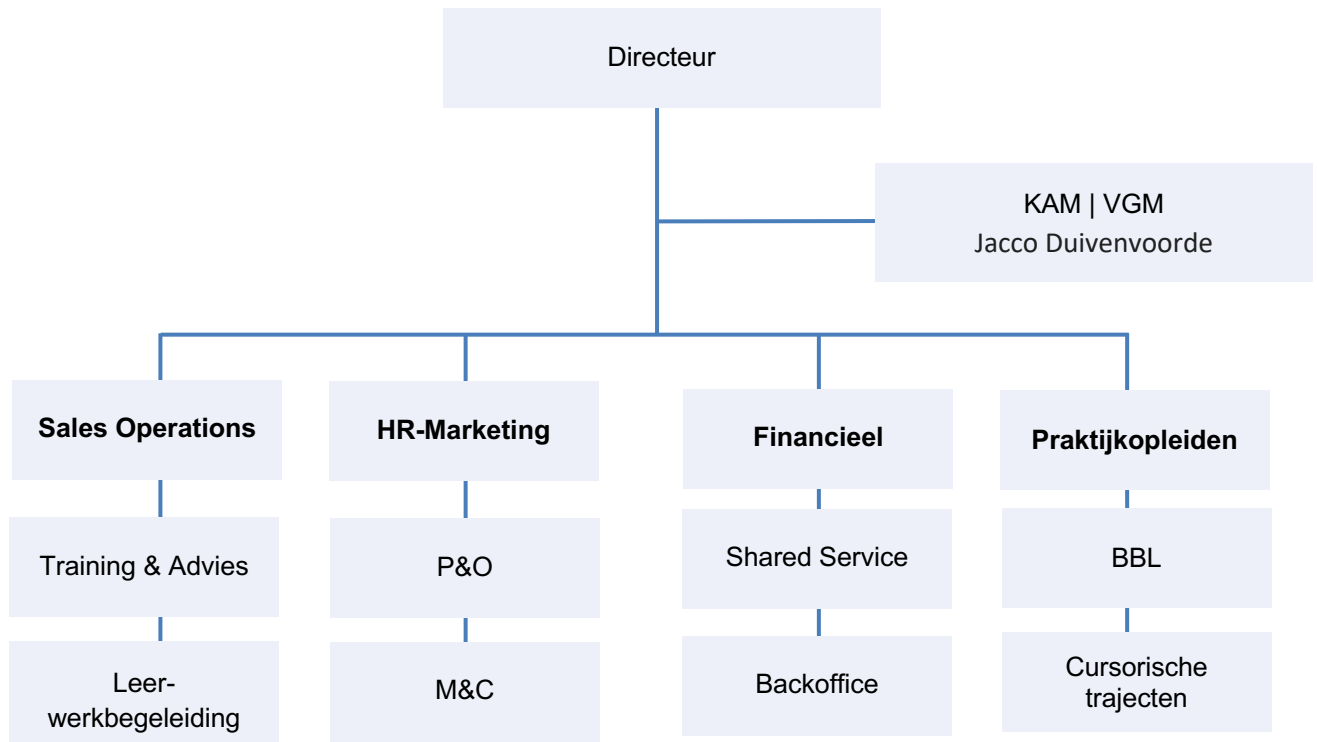 Directeur
KAM | VGM
Jacco Duivenvoorde
Sales Operations
HR-Marketing
Financieel
Praktijkopleiden
Training & Advies
P&O
Shared Service
BBL
Leer-
werkbegeleiding
M&C
Backoffice
Cursorische
trajecten